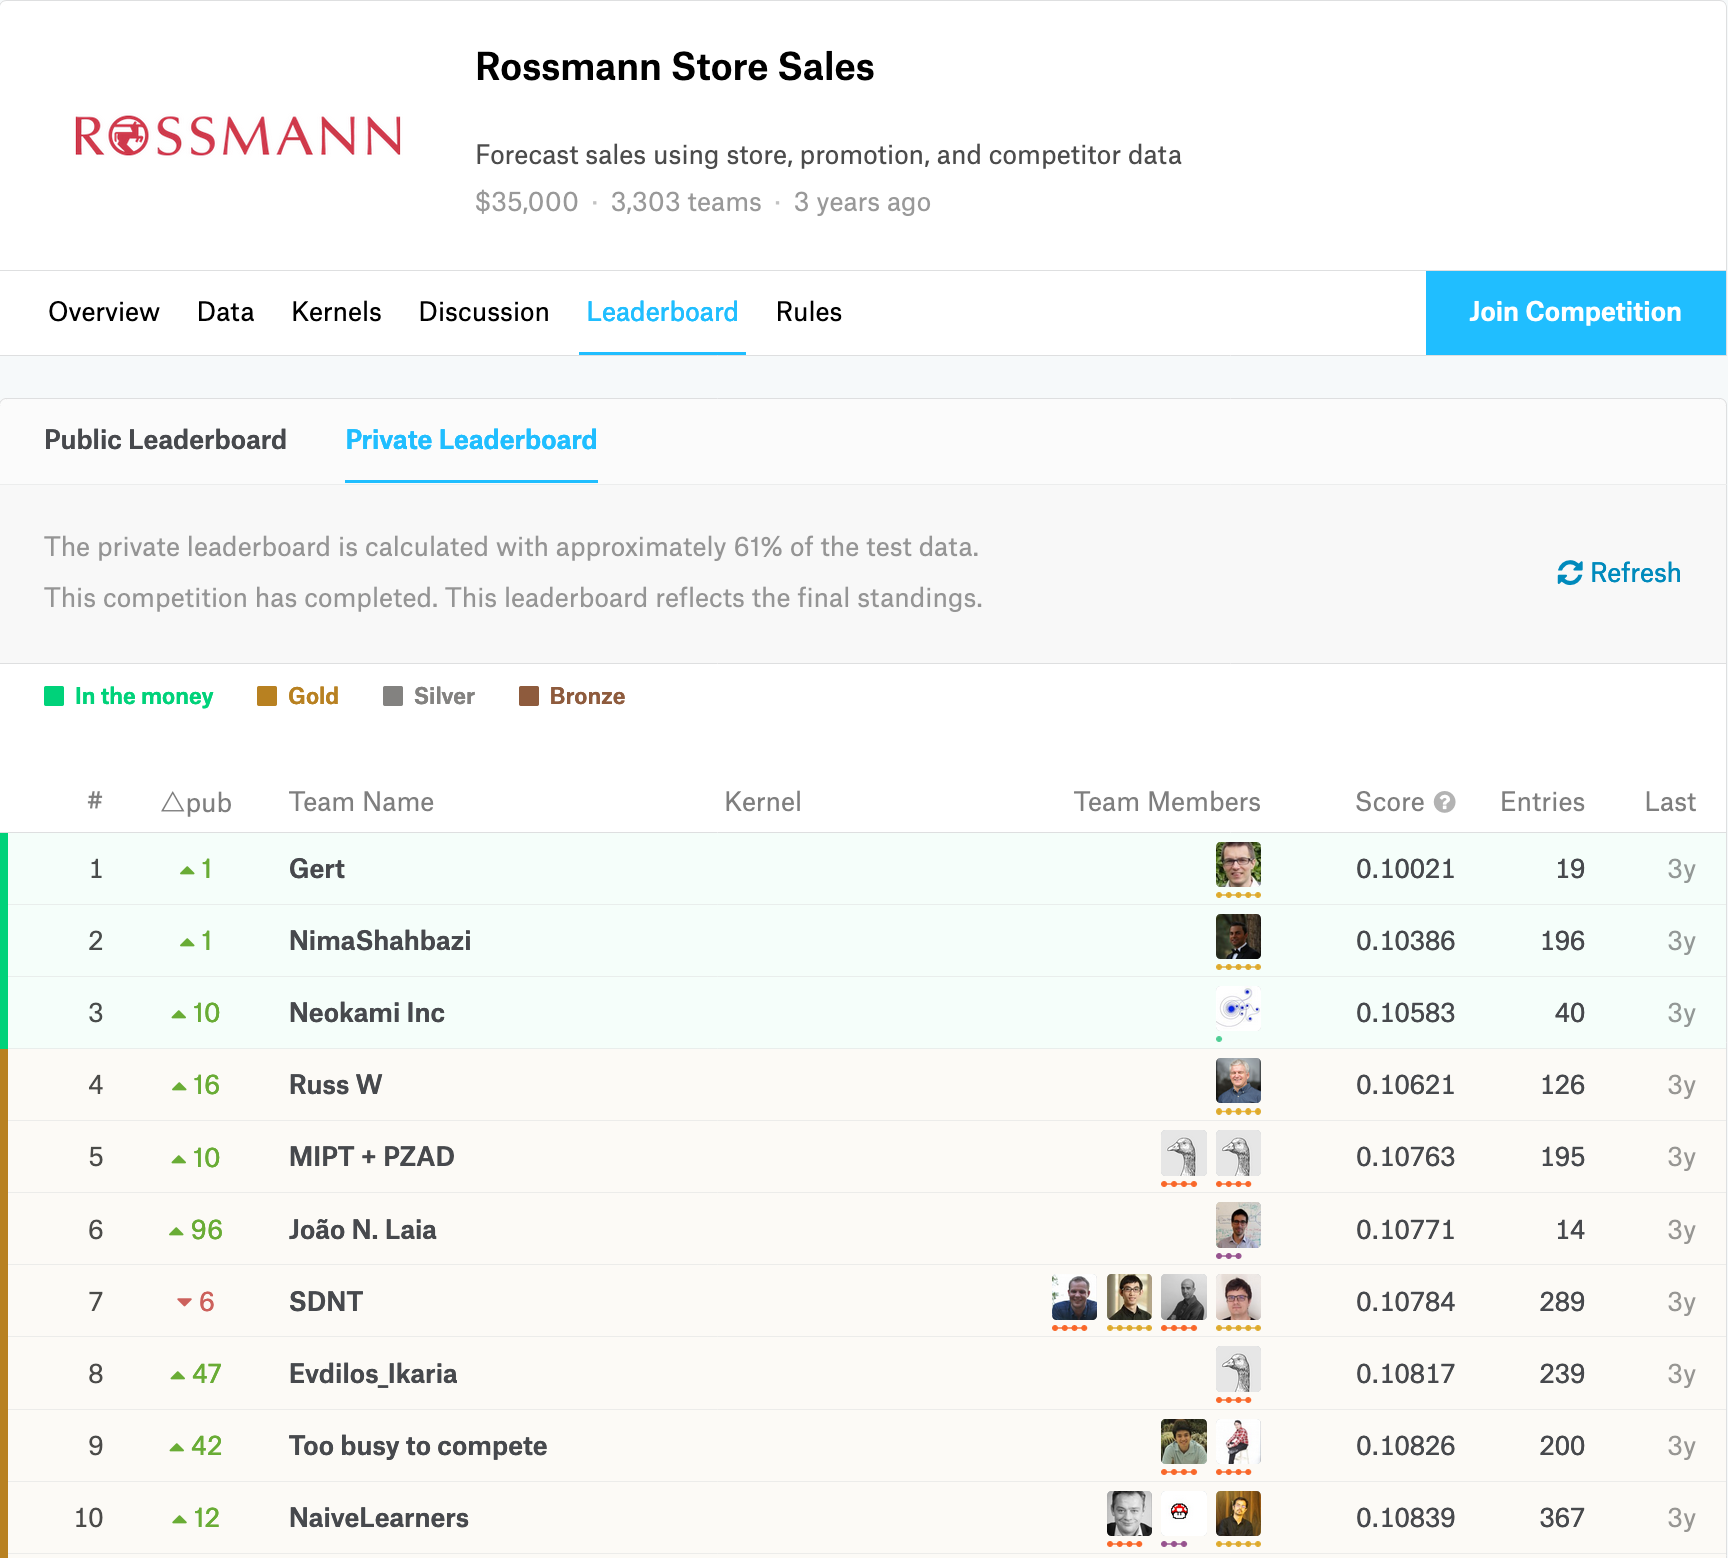 Rossmann Store Sales
ROSSMANN
Forecast sales using store, promotion, and competitor data
$35,000 · 3,303 teams · 3 years ago
Overview Data Kernels Discussion Leaderboard Rules Join Competition
Public Leaderboard Private Leaderboard
The private leaderboard is calculated with approximately 61% of the test data.
This competition has completed. This leaderboard reflects the final standings.
Refresh
In the money Gold Silver Bronze
# △pub Team Name Kernel Team Members Score ? Entries Last
1 ▲1 Gert 0.10021 19 3y
2 ▲1 NimaShahbazi 0.10386 196 3y
3 ▲10 Neokami Inc 0.10583 40 3y
4 ▲16 Russ W 0.10621 126 3y
5 ▲10 MIPT + PZAD 0.10763 195 3y
6 ▲96 João N. Laia 0.10771 14 3y
7 ▼6 SDNT 0.10784 289 3y
8 ▲47 Evdilos_Ikaria 0.10817 239 3y
9 ▲42 Too busy to compete 0.10826 200 3y
10 ▲12 NaiveLearners 0.10839 367 3y